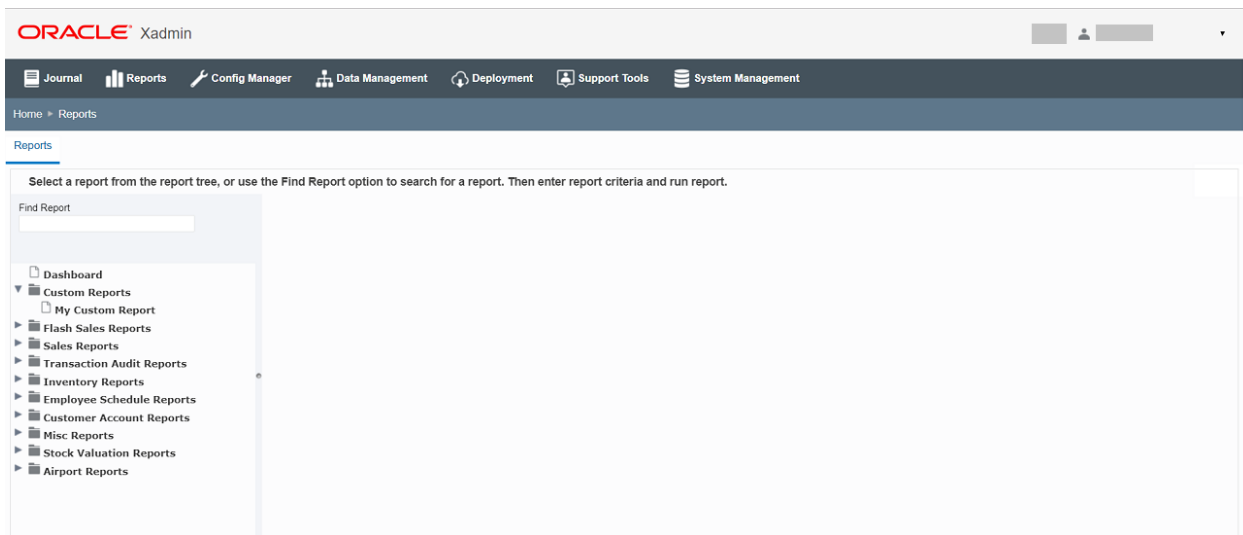 ORACLE® Xadmin
Journal Reports Config Manager Data Management Deployment Support Tools System Management
Home ▶ Reports
Reports
Select a report from the report tree, or use the Find Report option to search for a report. Then enter report criteria and run report.
Find Report
Dashboard
Custom Reports
My Custom Report
Flash Sales Reports
Sales Reports
Transaction Audit Reports
Inventory Reports
Employee Schedule Reports
Customer Account Reports
Misc Reports
Stock Valuation Reports
Airport Reports